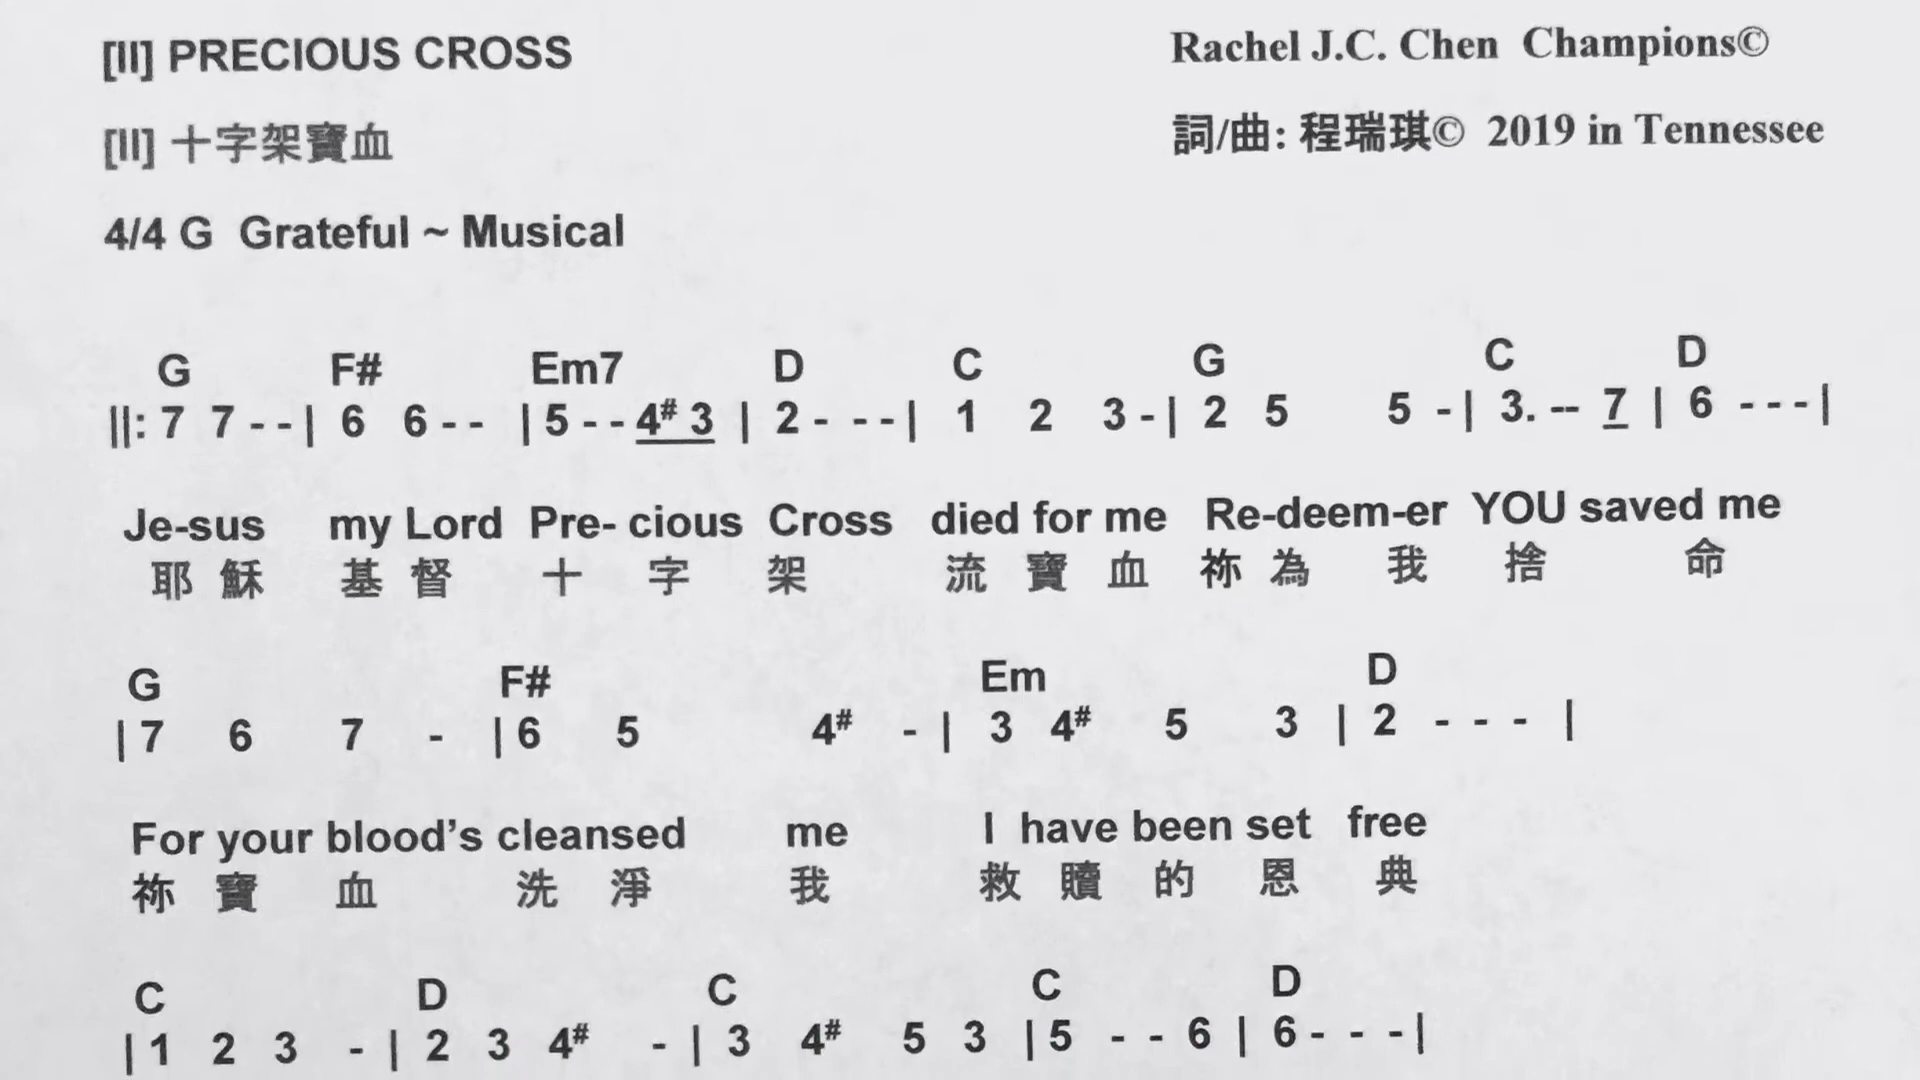 [II] PRECIOUS CROSS Rachel J.C. Chen Champions©
[II] 十字架寶血 詞/曲: 程瑞琪© 2019 in Tennessee
4/4 G Grateful ~ Musical
G F# Em7 D C G C D
||: 7 7 - - | 6 6 - - | 5 - - 4# 3 | 2 - - - | 1 2 3 - | 2 5 5 - | 3. -- 7 | 6 - - - |
Je-sus my Lord Pre- cious Cross died for me Re-deem-er YOU saved me
耶 穌 基 督 十 字 架 流 寶 血 祢 為 我 捨 命
G F# Em D
| 7 6 7 - | 6 5 4# - | 3 4# 5 3 | 2 - - - |
For your blood's cleansed me I have been set free
祢 寶 血 洗 淨 我 救 贖 的 恩 典
C D C C D
| 1 2 3 - | 2 3 4# - | 3 4# 5 3 | 5 - - 6 | 6 - - - |